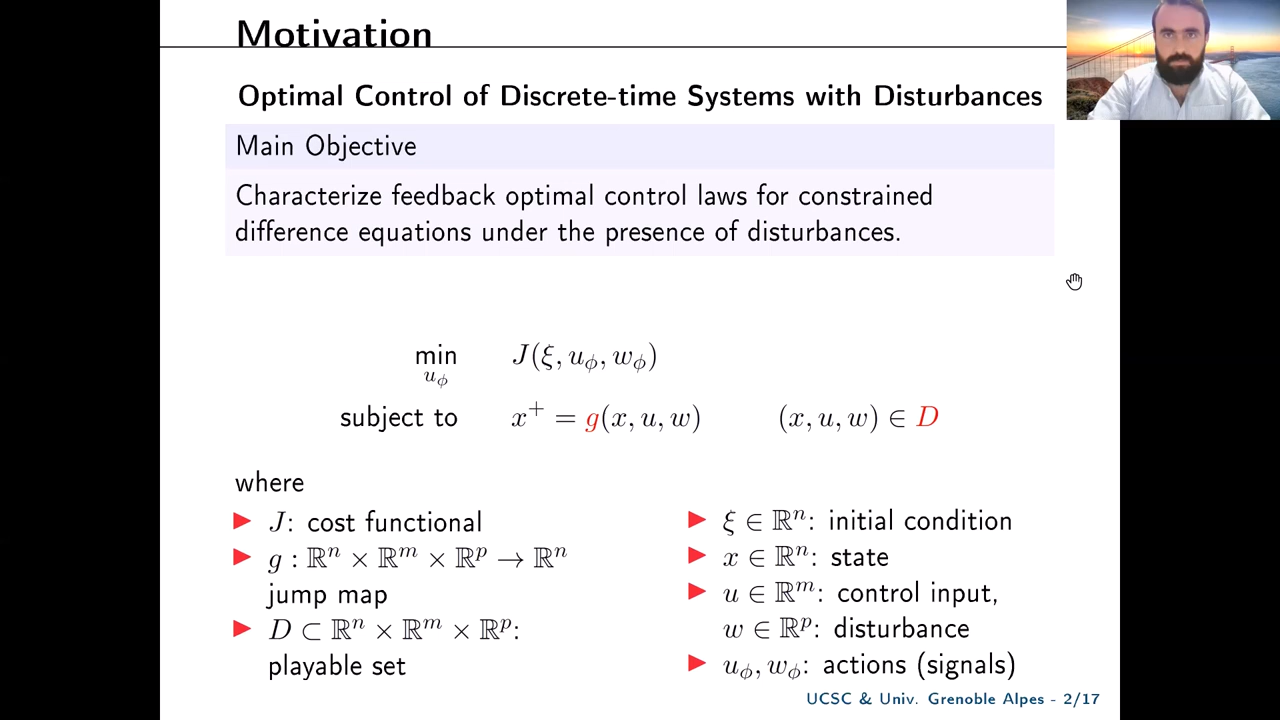 Motivation
Optimal Control of Discrete-time Systems with Disturbances
Main Objective
Characterize feedback optimal control laws for constrained
difference equations under the presence of disturbances.
min J(ξ, u_ϕ, w_ϕ)
u_ϕ
subject to x⁺ = g(x, u, w) (x, u, w) ∈ D
where
▶ J: cost functional
▶ g : ℝⁿ × ℝᵐ × ℝᵖ → ℝⁿ
jump map
▶ D ⊂ ℝⁿ × ℝᵐ × ℝᵖ:
playable set
▶ ξ ∈ ℝⁿ: initial condition
▶ x ∈ ℝⁿ: state
▶ u ∈ ℝᵐ: control input,
w ∈ ℝᵖ: disturbance
▶ u_ϕ, w_ϕ: actions (signals)
UCSC & Univ. Grenoble Alpes - 2/17